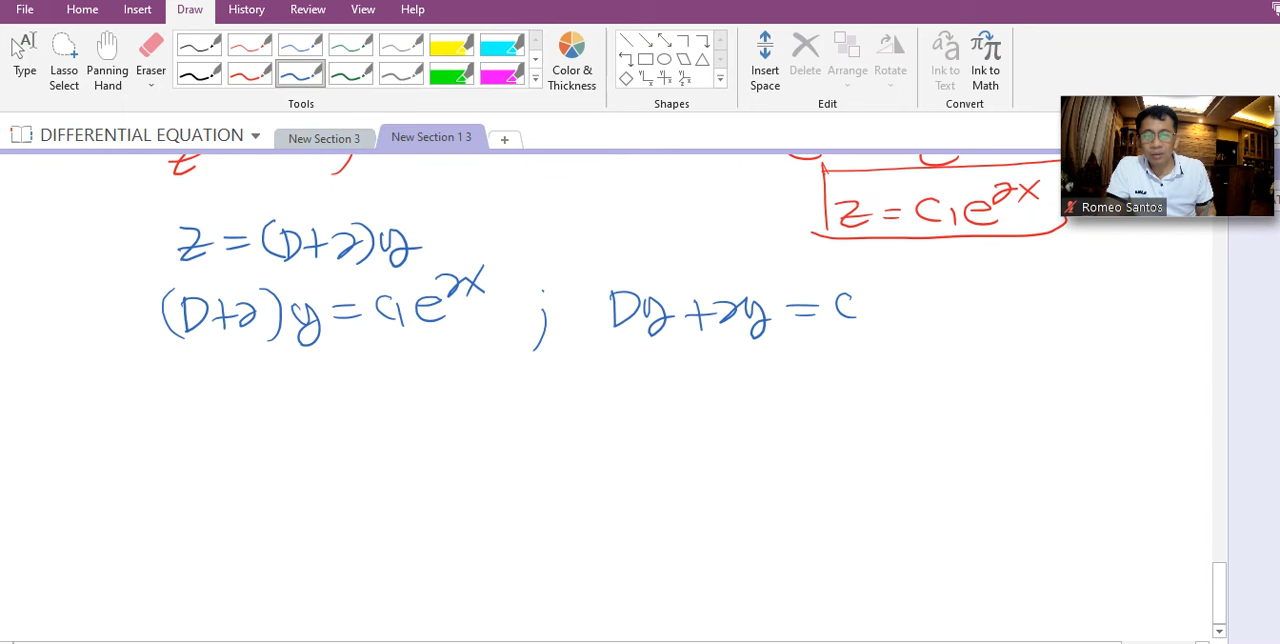 File Home Insert Draw History Review View Help
Type Lasso Select Panning Hand Eraser Color & Thickness Insert Space Delete Arrange Rotate Ink to Text Ink to Math
Tools Shapes Edit Convert
DIFFERENTIAL EQUATION New Section 3 New Section 1 3 +
z = C₁e^{2x}
Romeo Santos
z = (D+2)y
(D+2)y = C₁e^{2x} ; Dy + 2y = C